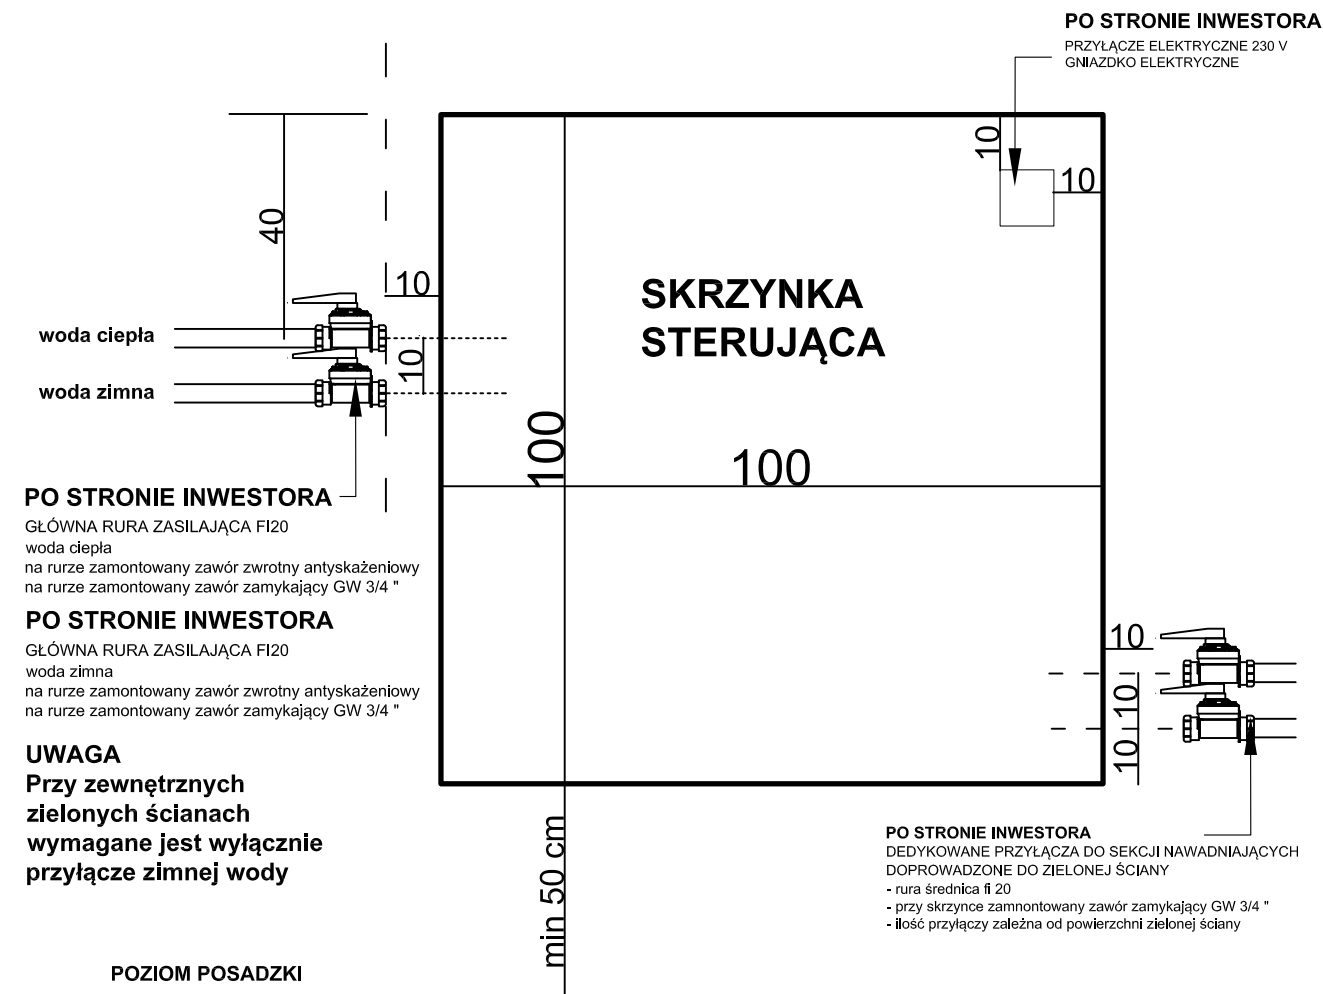 PO STRONIE INWESTORA
PRZYŁĄCZE ELEKTRYCZNE 230 V
GNIAZDKO ELEKTRYCZNE
10
10
40
10
SKRZYNKA
STERUJĄCA
woda ciepła
10
woda zimna
100
100
PO STRONIE INWESTORA
GŁÓWNA RURA ZASILAJĄCA FI20
woda ciepła
na rurze zamontowany zawór zwrotny antyskażeniowy
na rurze zamontowany zawór zamykający GW 3/4 "
PO STRONIE INWESTORA
GŁÓWNA RURA ZASILAJĄCA FI20
woda zimna
na rurze zamontowany zawór zwrotny antyskażeniowy
na rurze zamontowany zawór zamykający GW 3/4 "
10
10
10
UWAGA
Przy zewnętrznych
zielonych ścianach
wymagane jest wyłącznie
przyłącze zimnej wody
min 50 cm
PO STRONIE INWESTORA
DEDYKOWANE PRZYŁĄCZA DO SEKCJI NAWADNIAJĄCYCH
DOPROWADZONE DO ZIELONEJ ŚCIANY
- rura średnica fi 20
- przy skrzynce zamnontowany zawór zamykający GW 3/4 "
- ilość przyłączy zależna od powierzchni zielonej ściany
POZIOM POSADZKI